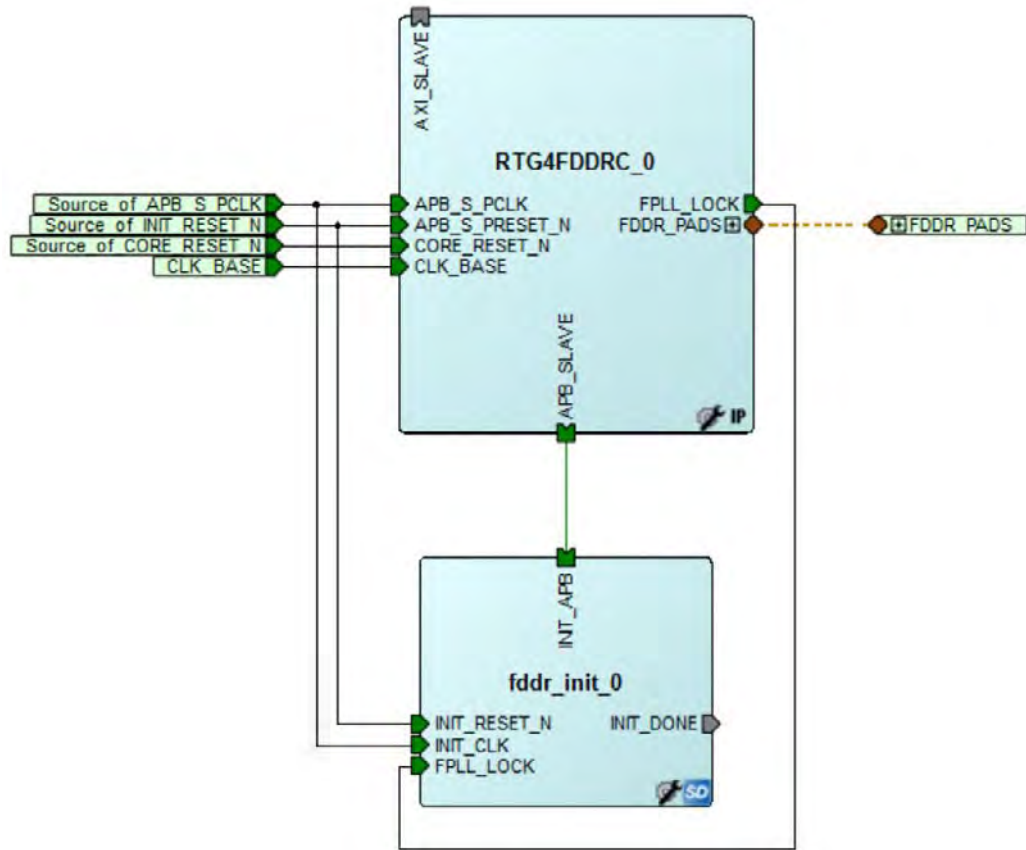 AXI_SLAVE
RTG4FDDRC_0
Source of APB_S_PCLK
APB_S_PCLK
FPLL_LOCK
Source of INIT_RESET_N
APB_S_PRESET_N
FDDR_PADS
FDDR_PADS
Source of CORE_RESET_N
CORE_RESET_N
CLK_BASE
CLK_BASE
APB_SLAVE
IP
INIT_APB
fddr_init_0
INIT_RESET_N
INIT_DONE
INIT_CLK
FPLL_LOCK
SD